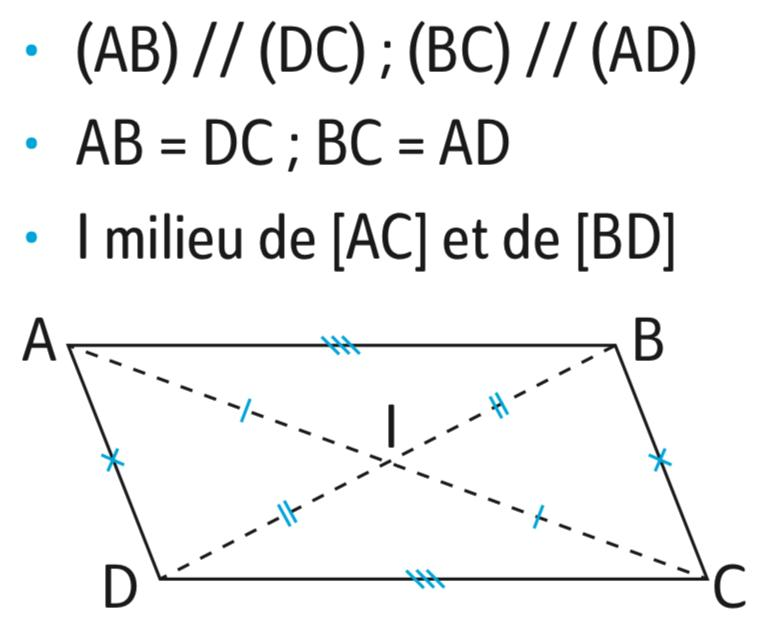 • (AB) // (DC) ; (BC) // (AD)
• AB = DC ; BC = AD
• I milieu de [AC] et de [BD]
A B
I
D C